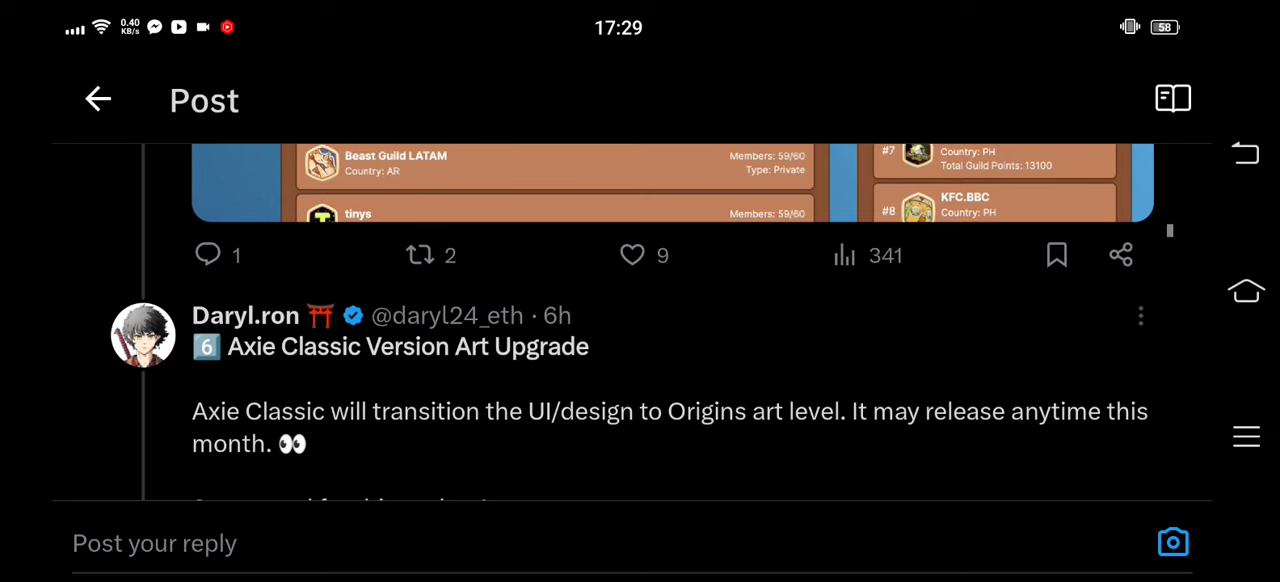 0.40
KB/s
17:29
58
Post
Beast Guild LATAM
Country: AR
Members: 59/60
Type: Private
tinys
Members: 59/60
#7
Country: PH
Total Guild Points: 13100
#8
KFC.BBC
Country: PH
1
2
9
341
Daryl.ron ⛩️ @daryl24_eth · 6h
6️⃣ Axie Classic Version Art Upgrade
Axie Classic will transition the UI/design to Origins art level. It may release anytime this
month. 👀
Post your reply